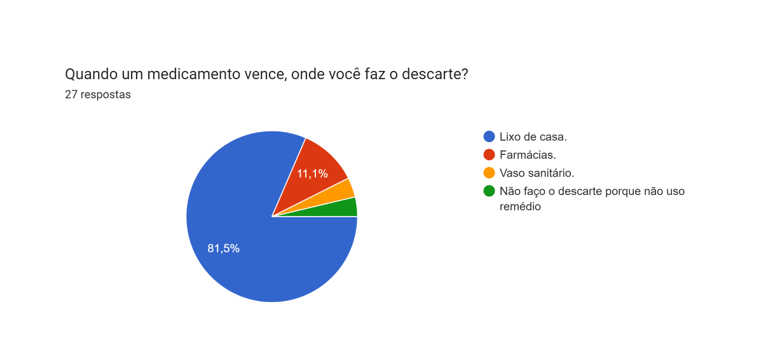 Quando um medicamento vence, onde você faz o descarte?
27 respostas
Lixo de casa.
Farmácias.
Vaso sanitário.
Não faço o descarte porque não uso
remédio
11,1%
81,5%